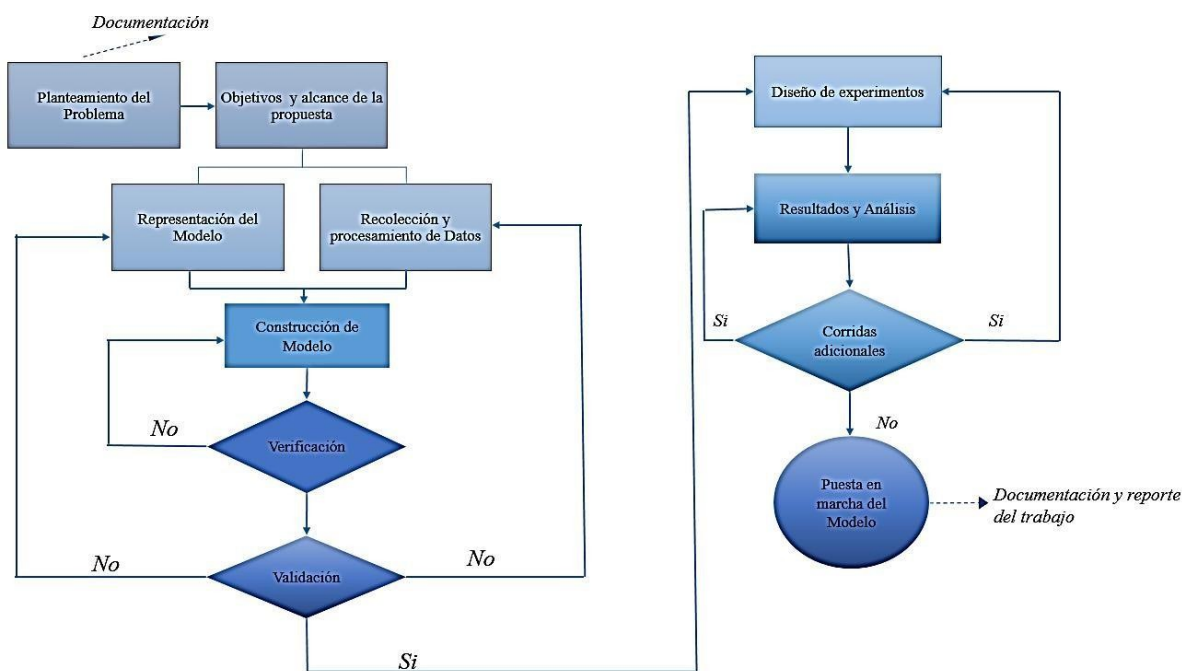 Documentación
Planteamiento del
Problema
Objetivos y alcance de la
propuesta
Representación del
Modelo
Recolección y
procesamiento de Datos
Construcción de
Modelo
No
Verificación
No
Validación
No
Si
Diseño de experimentos
Resultados y Análisis
Si
Corridas
adicionales
Si
No
Puesta en
marcha del
Modelo
Documentación y reporte
del trabajo